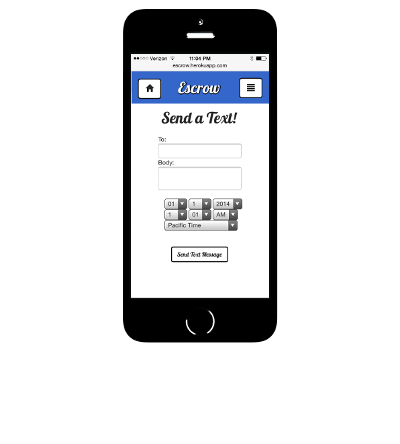 Verizon 11:04 PM
escrow.herokuapp.com
Escrow
Send a Text!
To:
Body:
01 1 2014
1 01 AM
Pacific Time
Send Text Message